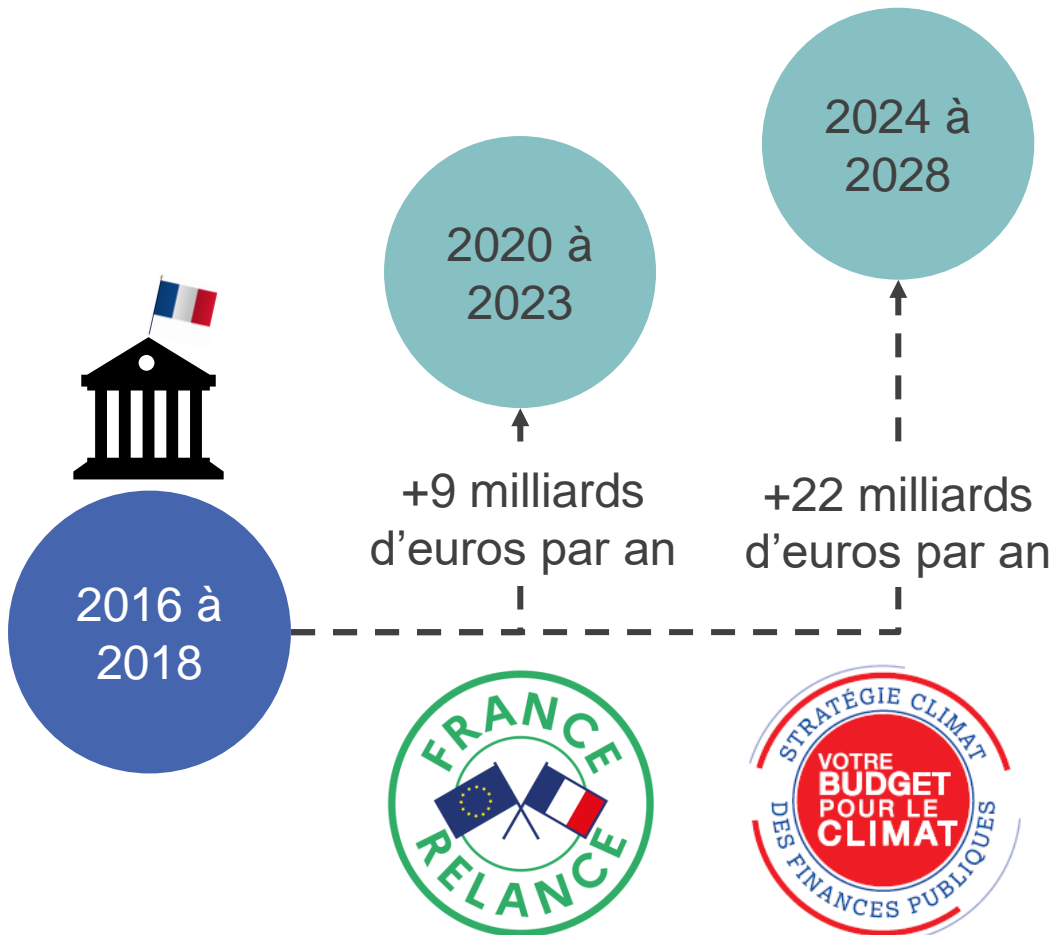 2024 à
2028
2020 à
2023
+9 milliards
d’euros par an
+22 milliards
d’euros par an
2016 à
2018
FRANCE
RELANCE
STRATÉGIE CLIMAT
DES FINANCES PUBLIQUES
VOTRE
BUDGET
POUR LE
CLIMAT